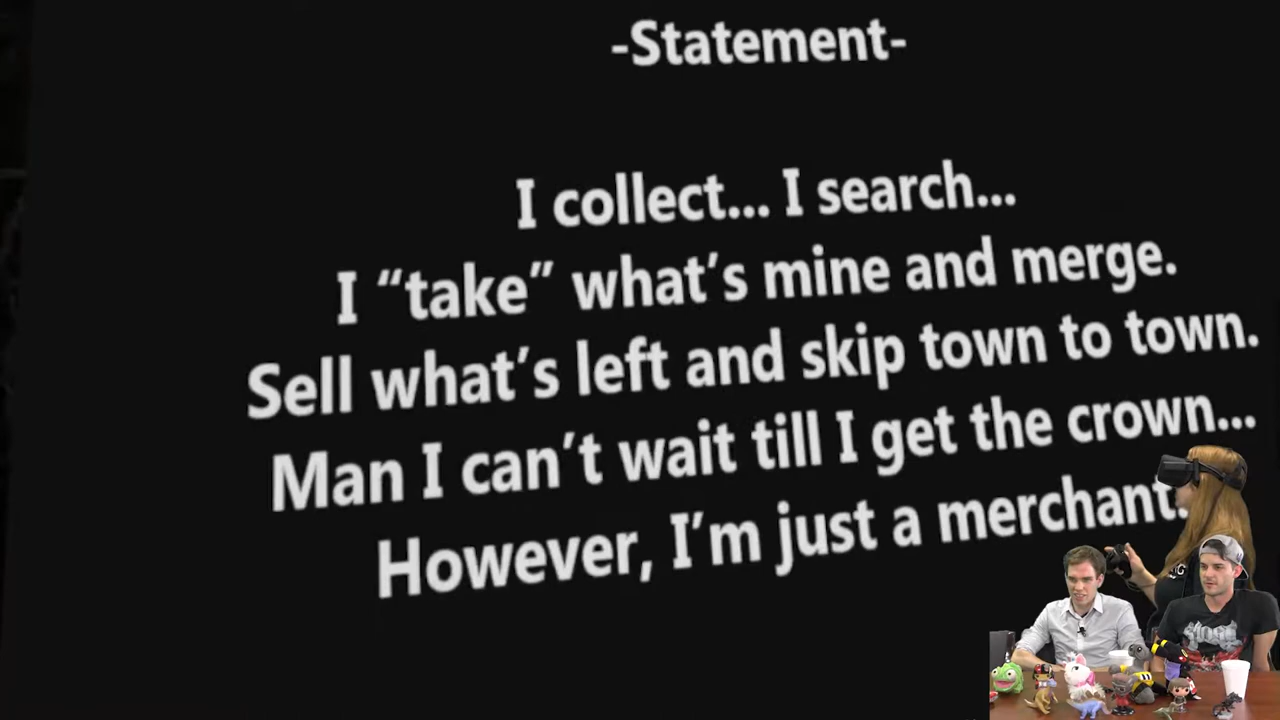 -Statement-
I collect... I search...
I “take” what’s mine and merge.
Sell what’s left and skip town to town.
Man I can’t wait till I get the crown...
However, I’m just a merchant.